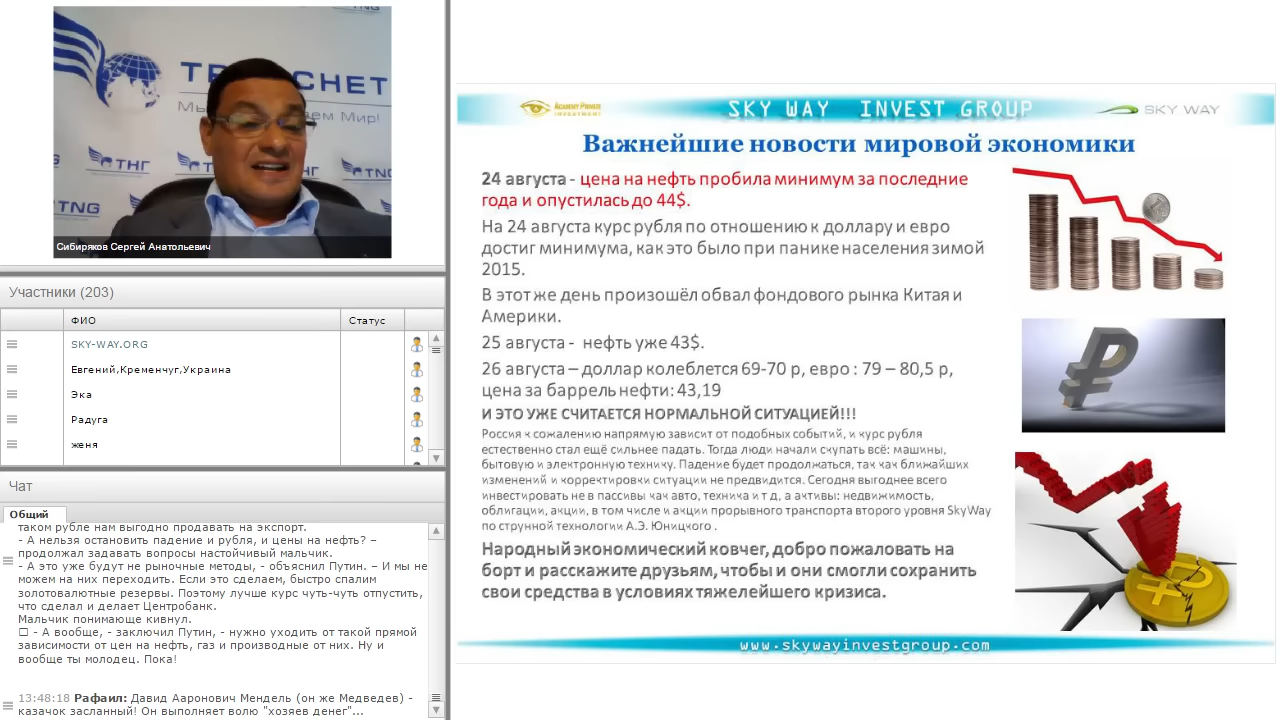 ТНГ
TNG
Сибиряков Сергей Анатольевич
Участники (203)
ФИО
Статус
SKY-WAY.ORG
Евгений,Кременчуг,Украина
Эка
Радуга
женя
Чат
Общий
таком рубле нам выгодно продавать на экспорт.
- А нельзя остановить падение и рубля, и цены на нефть? –
продолжал задавать вопросы настойчивый мальчик.
- А это уже будут не рыночные методы, - объяснил Путин. – И мы не
можем на них переходить. Если это сделаем, быстро спалим
золотовалютные резервы. Поэтому лучше курс чуть-чуть отпустить,
что сделал и делает Центробанк.
Мальчик понимающе кивнул.
- А вообще, - заключил Путин, - нужно уходить от такой прямой
зависимости от цен на нефть, газ и производные от них. Ну и
вообще ты молодец. Пока!
13:48:18 Рафаил: Давид Ааронович Мендель (он же Медведев) -
казачок засланный! Он выполняет волю "хозяев денег"...
ACADEMY PRIVATE
INVESTMENT
SKY WAY INVEST GROUP
SKY WAY
Важнейшие новости мировой экономики
24 августа - цена на нефть пробила минимум за последние
года и опустилась до 44$.
На 24 августа курс рубля по отношению к доллару и евро
достиг минимума, как это было при панике населения зимой
2015.
В этот же день произошёл обвал фондового рынка Китая и
Америки.
25 августа - нефть уже 43$.
26 августа – доллар колеблется 69-70 р, евро : 79 – 80,5 р,
цена за баррель нефти: 43,19
И ЭТО УЖЕ СЧИТАЕТСЯ НОРМАЛЬНОЙ СИТУАЦИЕЙ!!!
Россия к сожалению напрямую зависит от подобных событий, и курс рубля
естественно стал ещё сильнее падать. Тогда люди начали скупать всё: машины,
бытовую и электронную технику. Падение будет продолжаться, так как ближайших
изменений и корректировки ситуации не предвидится. Сегодня выгоднее всего
инвестировать не в пассивы как авто, техника и т д, а активы: недвижимость,
облигации, акции, в том числе и акции прорывного транспорта второго уровня SkyWay
по струнной технологии А.Э. Юницкого .
Народный экономический ковчег, добро пожаловать на
борт и расскажите друзьям, чтобы и они смогли сохранить
свои средства в условиях тяжелейшего кризиса.
www.skywayinvestgroup.com